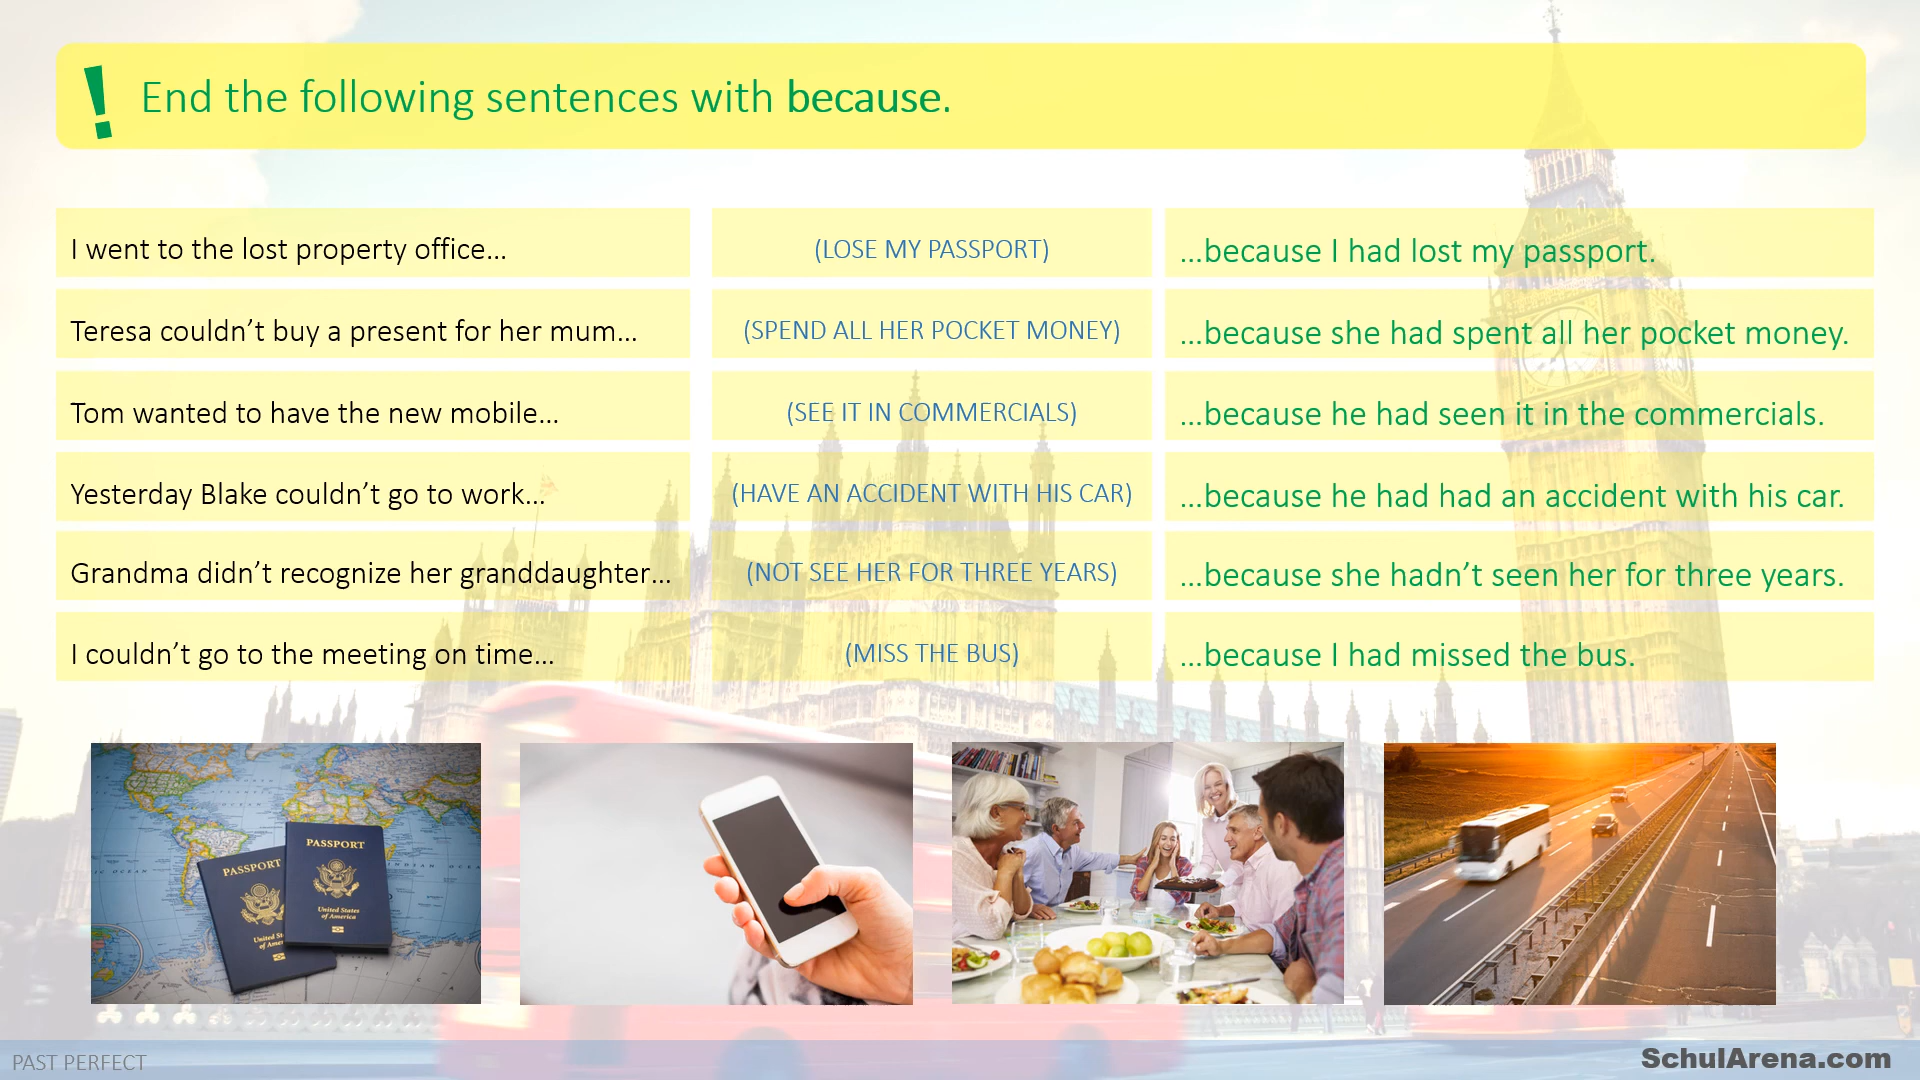 ! End the following sentences with because.
I went to the lost property office... (LOSE MY PASSPORT) ...because I had lost my passport.
Teresa couldn’t buy a present for her mum... (SPEND ALL HER POCKET MONEY) ...because she had spent all her pocket money.
Tom wanted to have the new mobile... (SEE IT IN COMMERCIALS) ...because he had seen it in the commercials.
Yesterday Blake couldn’t go to work... (HAVE AN ACCIDENT WITH HIS CAR) ...because he had had an accident with his car.
Grandma didn’t recognize her granddaughter... (NOT SEE HER FOR THREE YEARS) ...because she hadn’t seen her for three years.
I couldn’t go to the meeting on time... (MISS THE BUS) ...because I had missed the bus.
PASSPORT
PASSPORT
United States
of America
PAST PERFECT
SchulArena.com